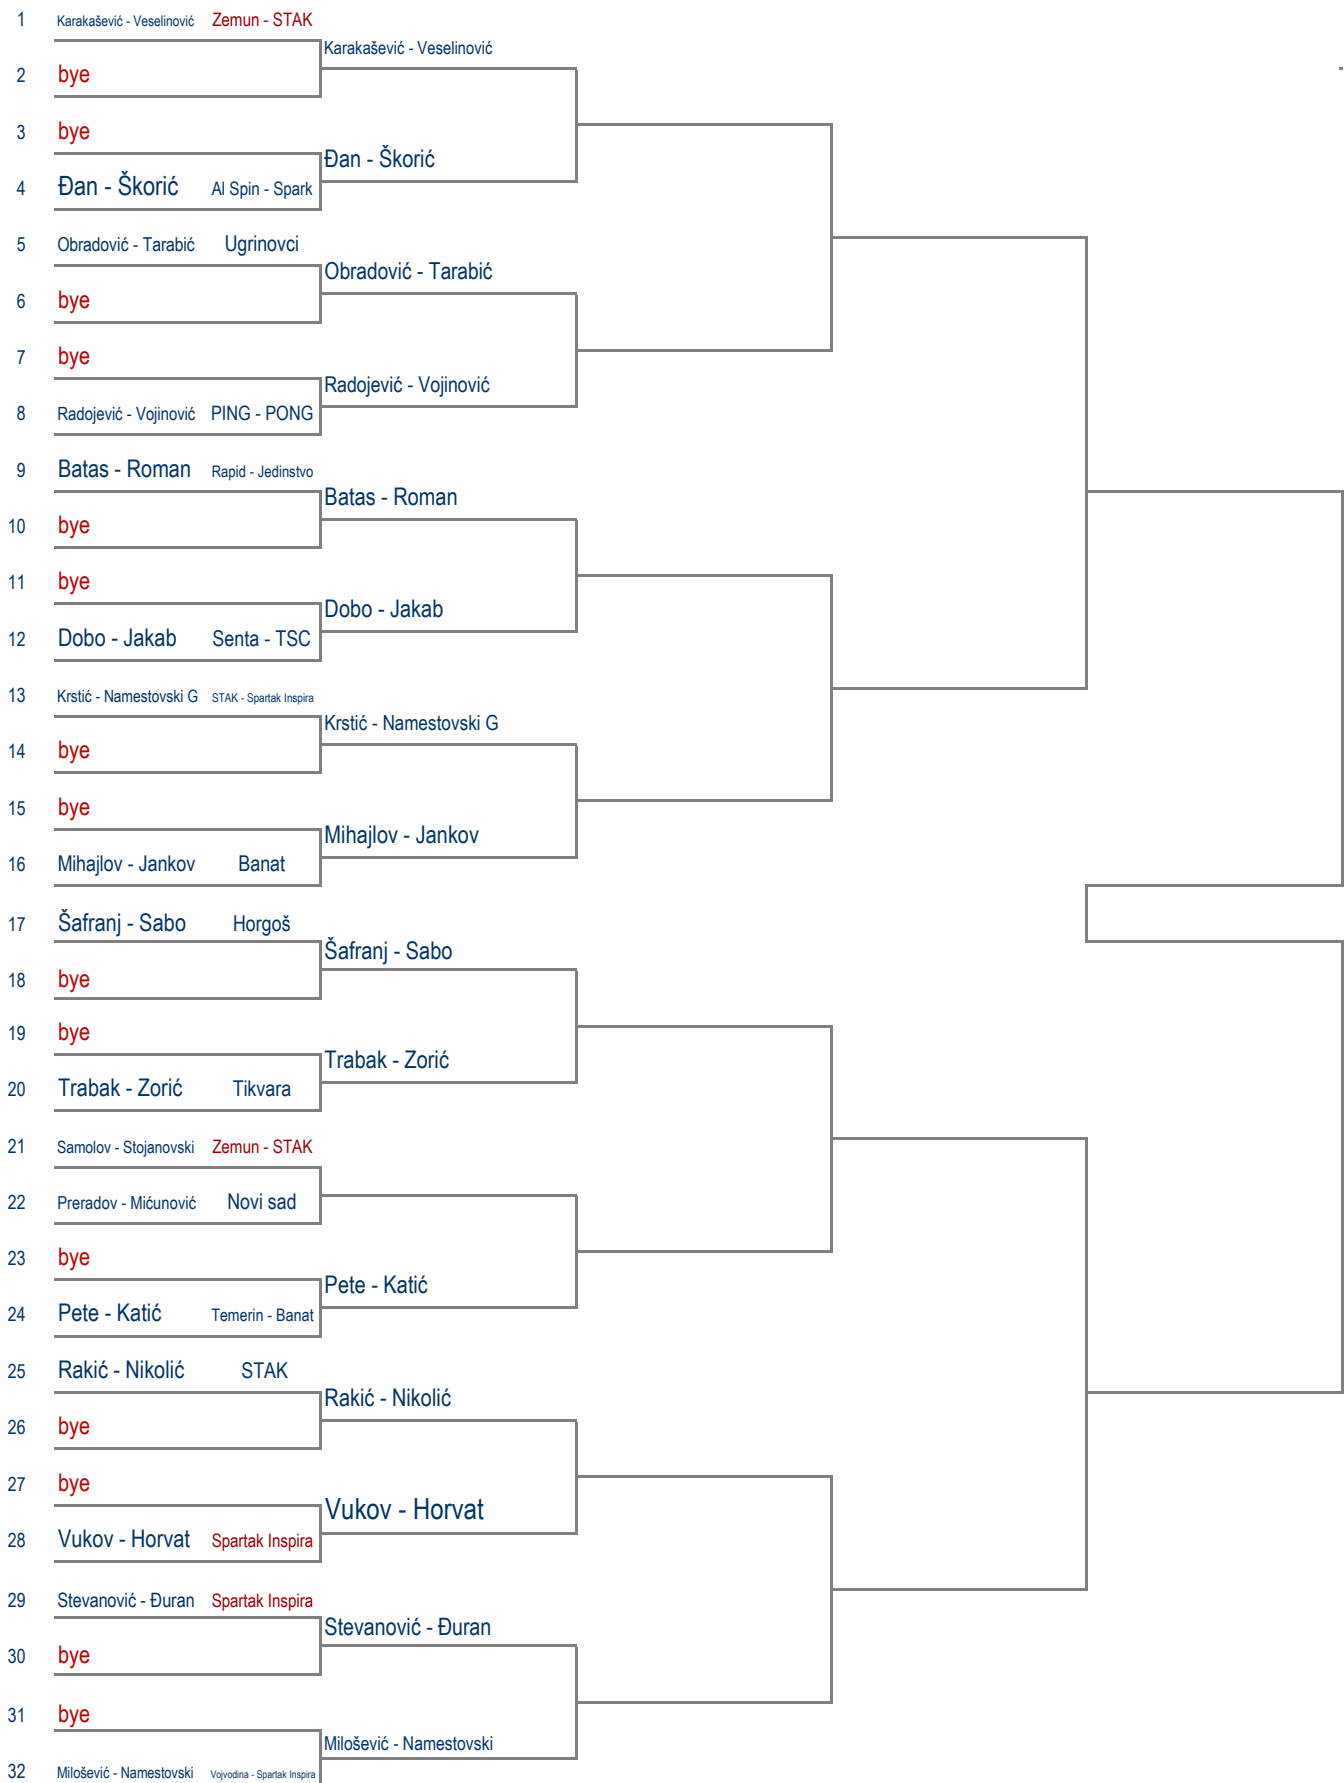 1 Karakašević - Veselinović Zemun - STAK
Karakašević - Veselinović
2 bye
3 bye
Đan - Škorić
4 Đan - Škorić Al Spin - Spark
5 Obradović - Tarabić Ugrinovci
Obradović - Tarabić
6 bye
7 bye
Radojević - Vojinović
8 Radojević - Vojinović PING - PONG
9 Batas - Roman Rapid - Jedinstvo
Batas - Roman
10 bye
11 bye
Dobo - Jakab
12 Dobo - Jakab Senta - TSC
13 Krstić - Namestovski G STAK - Spartak Inspira
Krstić - Namestovski G
14 bye
15 bye
Mihajlov - Jankov
16 Mihajlov - Jankov Banat
17 Šafranj - Sabo Horgoš
Šafranj - Sabo
18 bye
19 bye
Trabak - Zorić
20 Trabak - Zorić Tikvara
21 Samolov - Stojanovski Zemun - STAK
22 Preradov - Mićunović Novi sad
23 bye
Pete - Katić
24 Pete - Katić Temerin - Banat
25 Rakić - Nikolić STAK
Rakić - Nikolić
26 bye
27 bye
Vukov - Horvat
28 Vukov - Horvat Spartak Inspira
29 Stevanović - Đuran Spartak Inspira
Stevanović - Đuran
30 bye
31 bye
Milošević - Namestovski
32 Milošević - Namestovski Vojvodina - Spartak Inspira